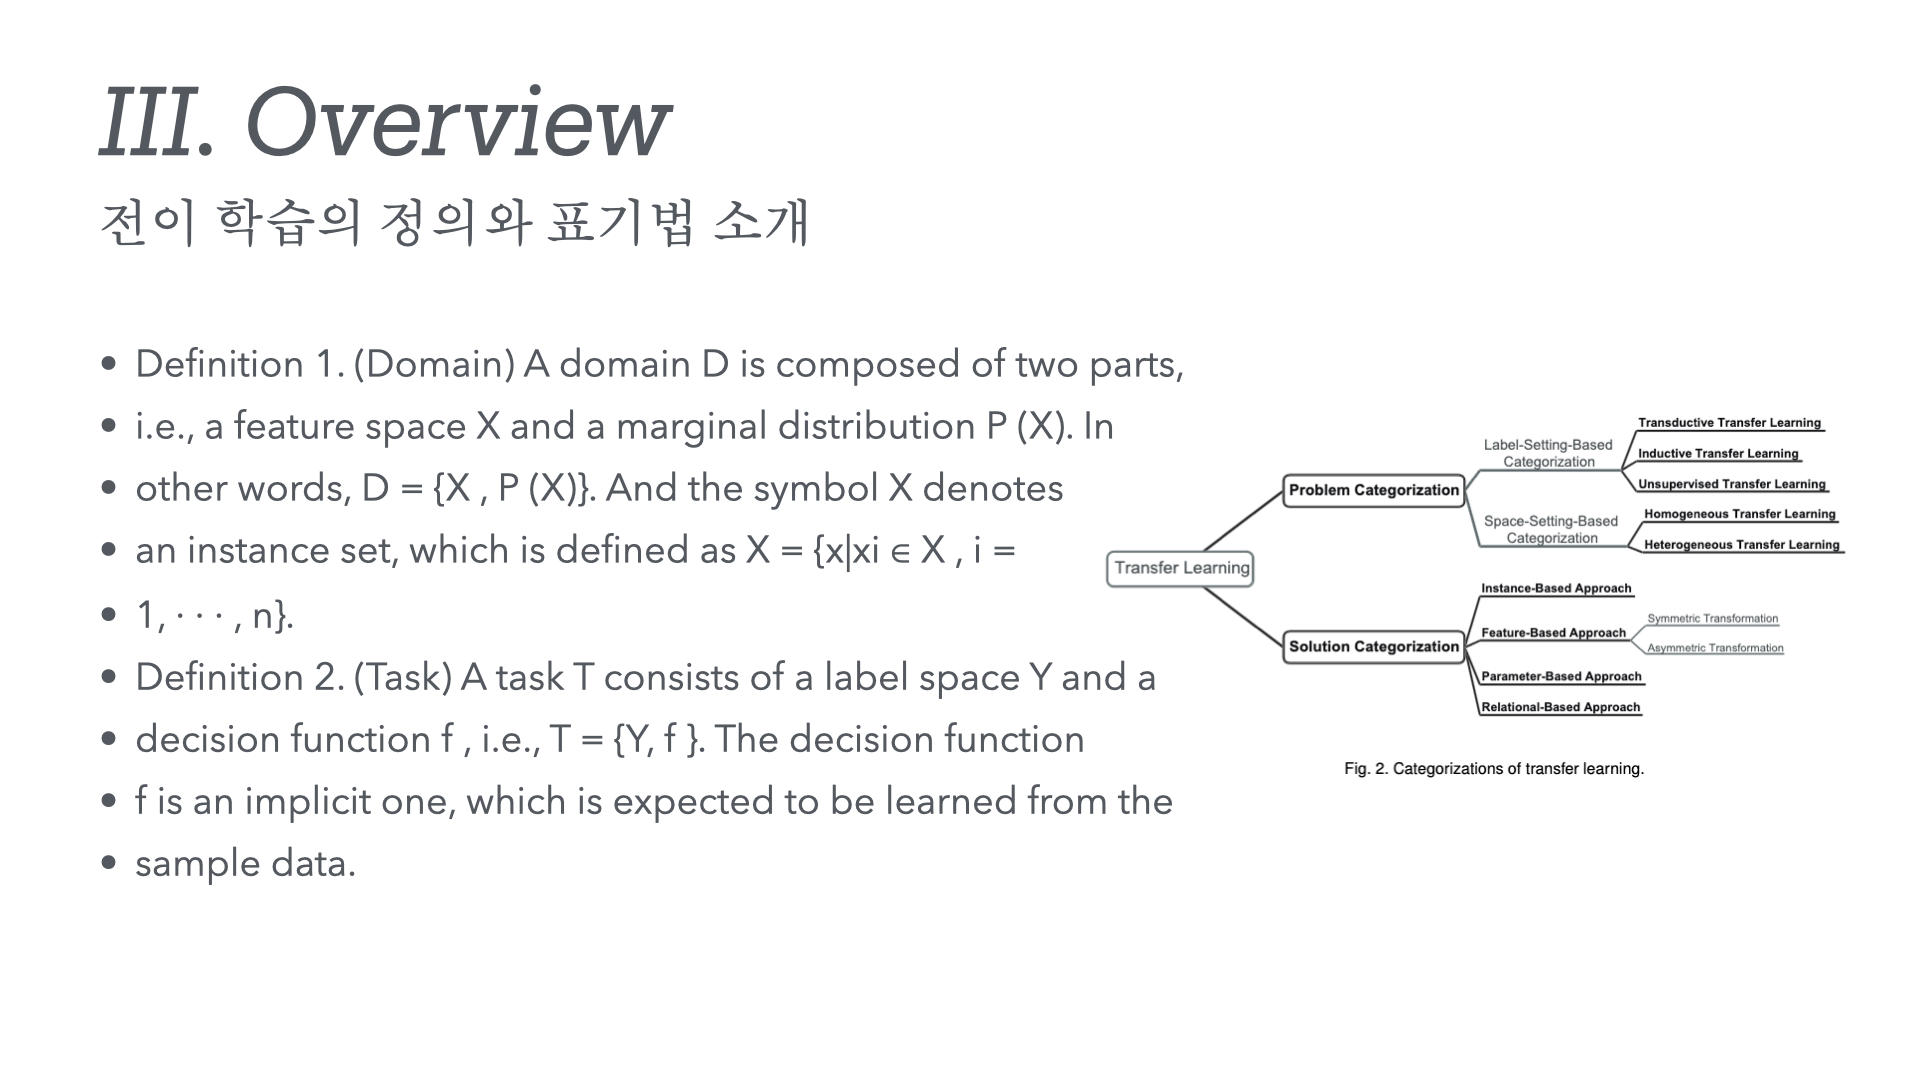 III. Overview
전이 학습의 정의와 표기법 소개
• Definition 1. (Domain) A domain D is composed of two parts,
• i.e., a feature space X and a marginal distribution P (X). In
• other words, D = {X , P (X)}. And the symbol X denotes
• an instance set, which is defined as X = {x|xi ∈ X , i =
• 1, · · · , n}.
• Definition 2. (Task) A task T consists of a label space Y and a
• decision function f , i.e., T = {Y, f }. The decision function
• f is an implicit one, which is expected to be learned from the
• sample data.
Transfer Learning
Problem Categorization
Label-Setting-Based
Categorization
Transductive Transfer Learning
Inductive Transfer Learning
Unsupervised Transfer Learning
Space-Setting-Based
Categorization
Homogeneous Transfer Learning
Heterogeneous Transfer Learning
Solution Categorization
Instance-Based Approach
Feature-Based Approach
Symmetric Transformation
Asymmetric Transformation
Parameter-Based Approach
Relational-Based Approach
Fig. 2. Categorizations of transfer learning.